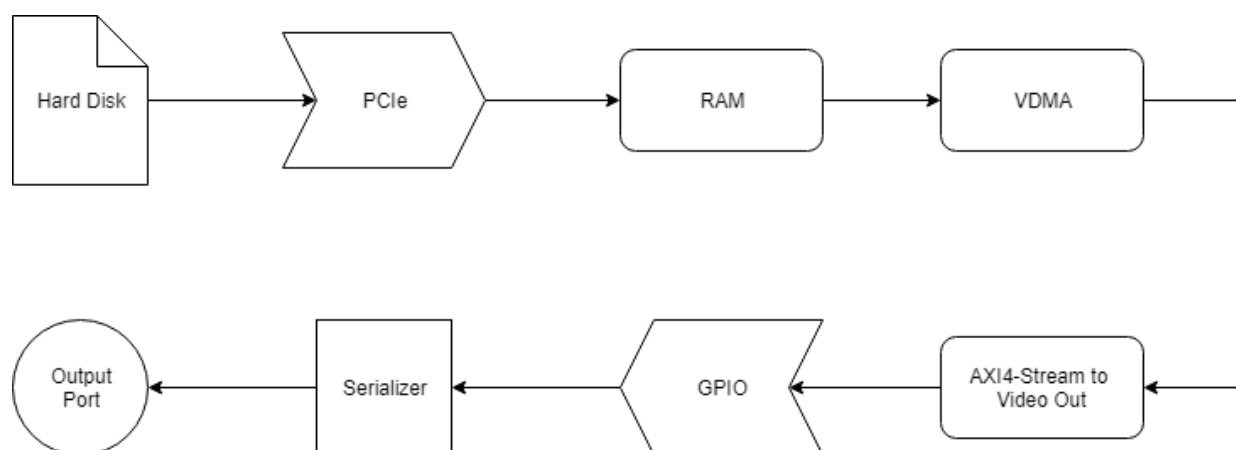 Hard Disk
PCIe
RAM
VDMA
Output
Port
Serializer
GPIO
AXI4-Stream to
Video Out